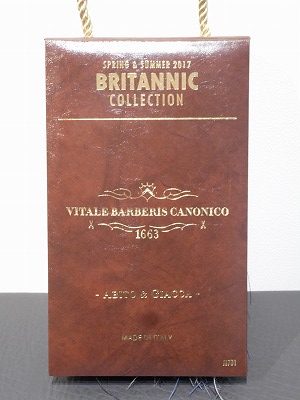 SPRING & SUMMER 2017
BRITANNIC
COLLECTION
VITALE BARBERIS CANONICO
1663
- ABITO & GIACCA -
MADE IN ITALY